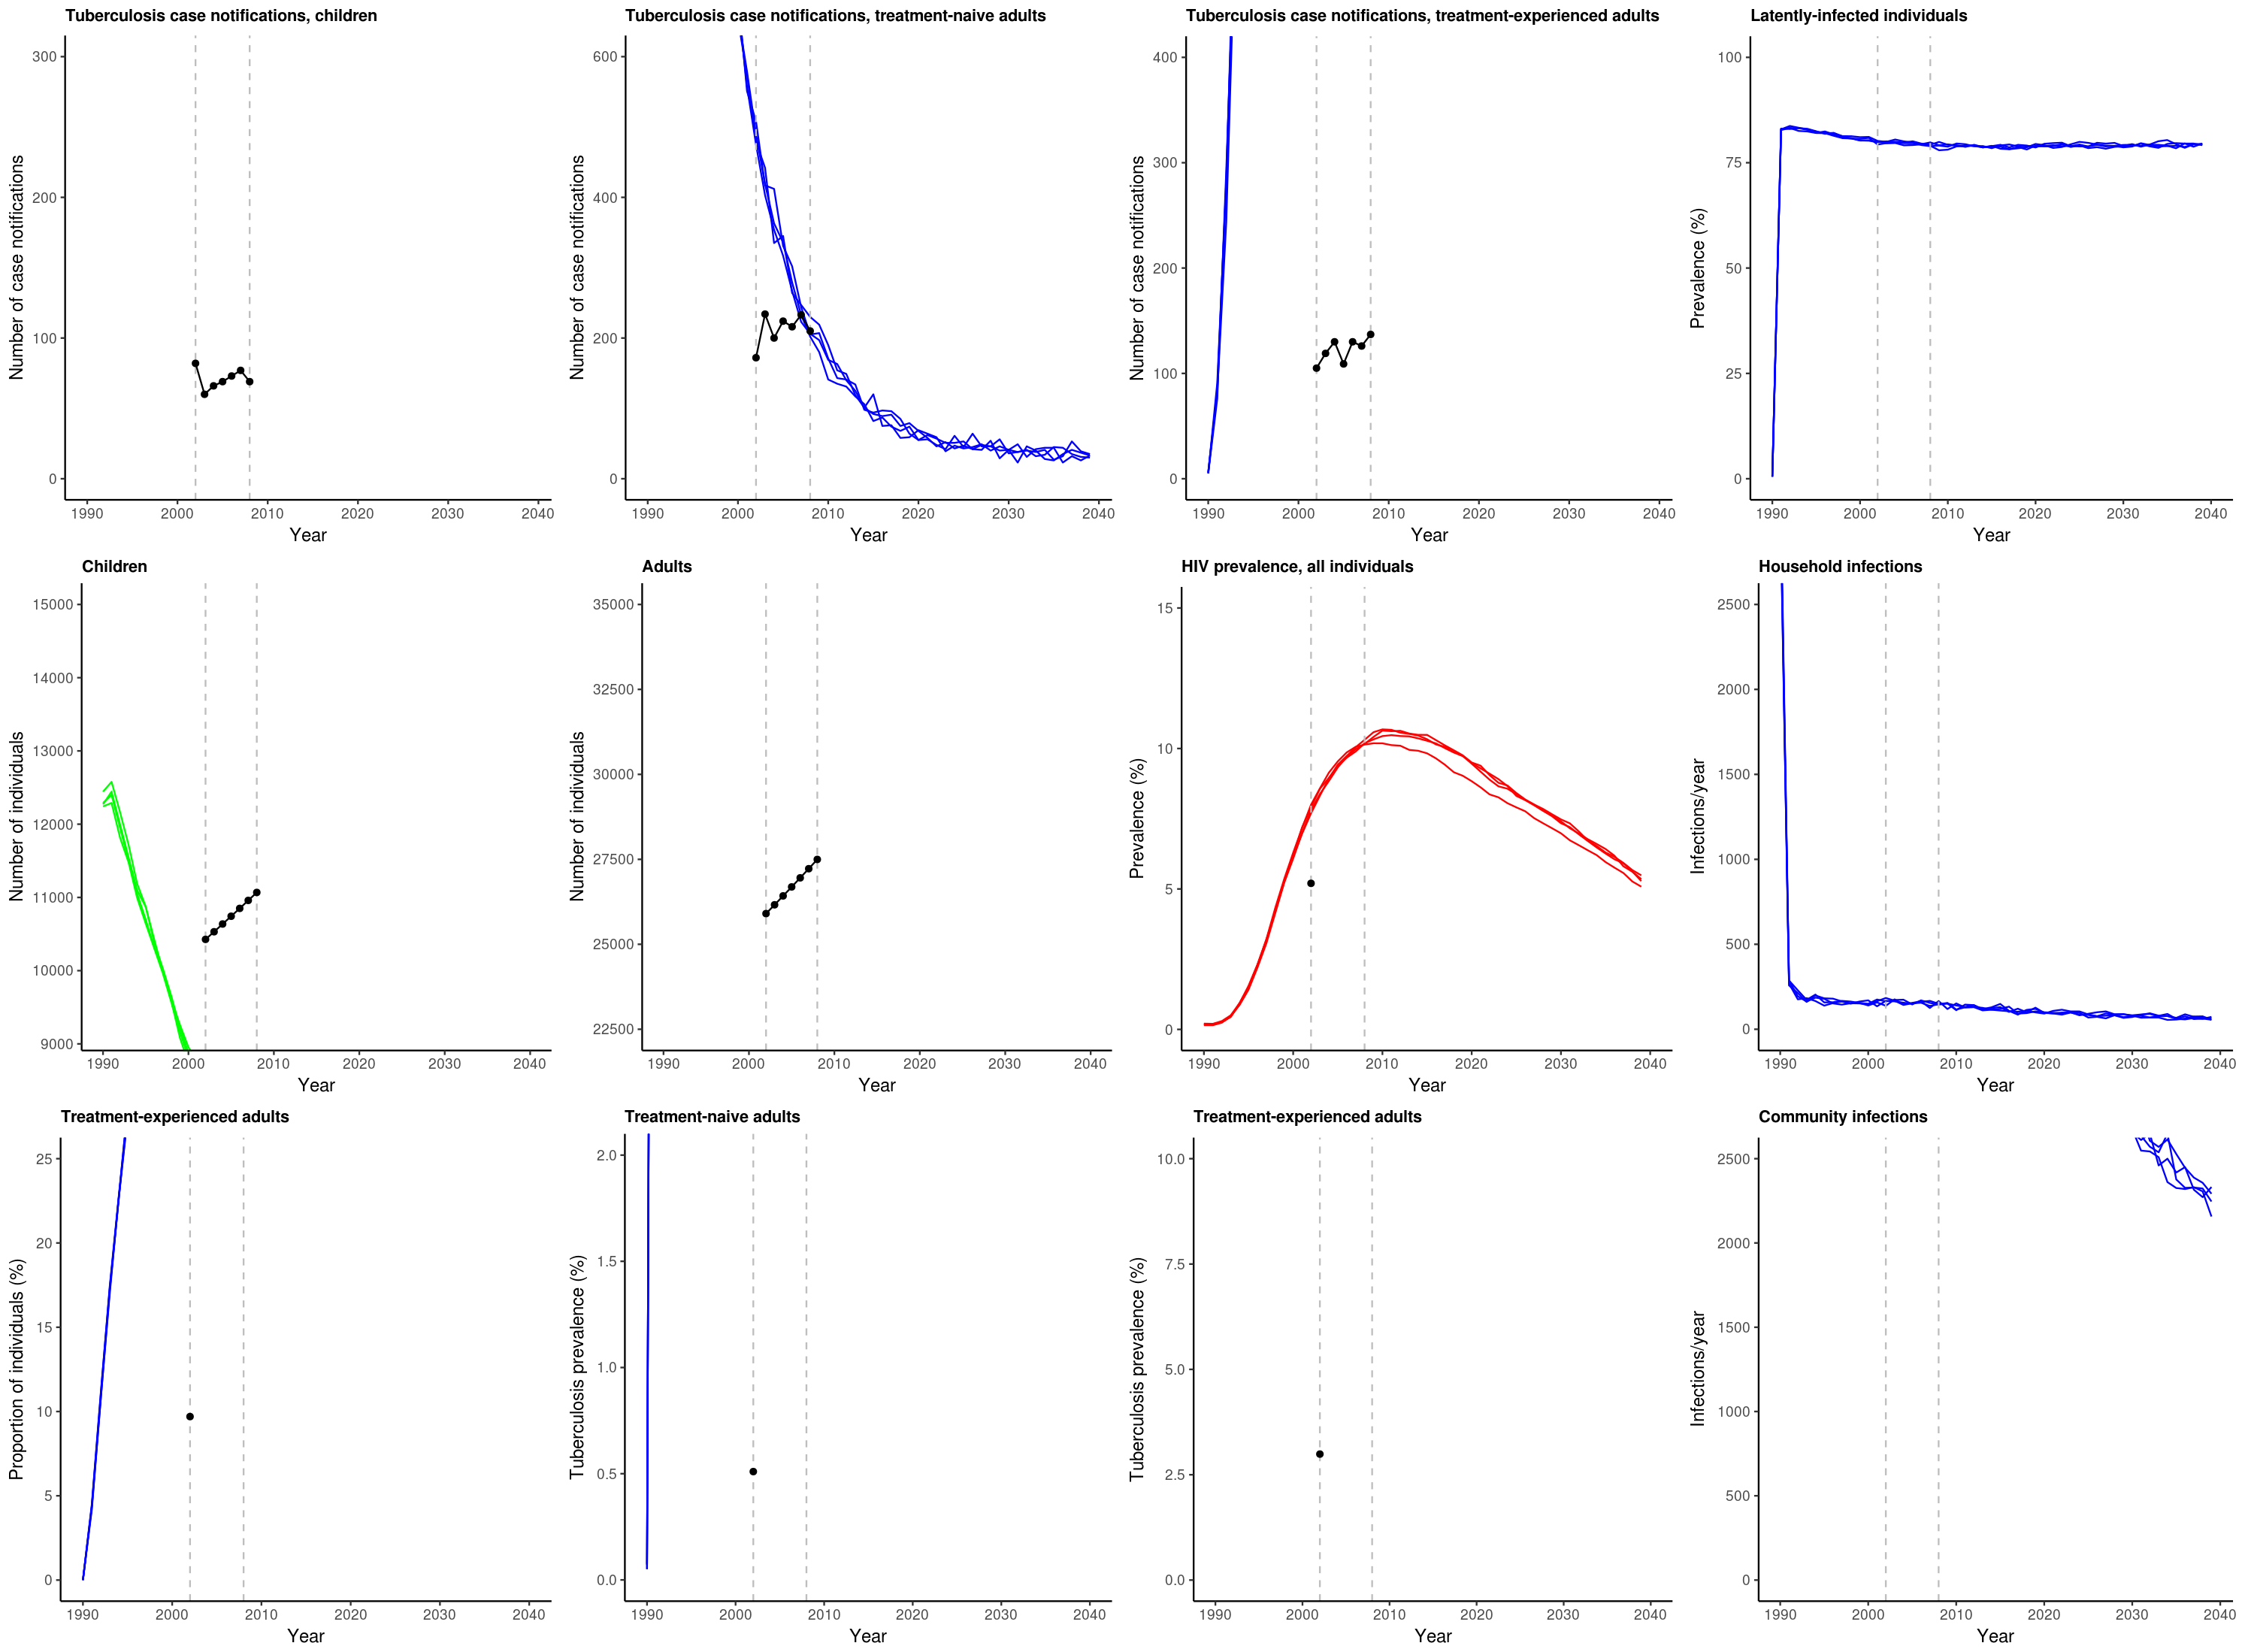 Tuberculosis case notifications, children
Number of case notifications
300
200
100
0
1990 2000 2010 2020 2030 2040
Year
Tuberculosis case notifications, treatment-naive adults
Number of case notifications
600
400
200
0
1990 2000 2010 2020 2030 2040
Year
Tuberculosis case notifications, treatment-experienced adults
Number of case notifications
400
300
200
100
0
1990 2000 2010 2020 2030 2040
Year
Latently-infected individuals
Prevalence (%)
100
75
50
25
0
1990 2000 2010 2020 2030 2040
Year
Children
Number of individuals
15000
14000
13000
12000
11000
10000
9000
1990 2000 2010 2020 2030 2040
Year
Adults
Number of individuals
35000
32500
30000
27500
25000
22500
1990 2000 2010 2020 2030 2040
Year
HIV prevalence, all individuals
Prevalence (%)
15
10
5
0
1990 2000 2010 2020 2030 2040
Year
Household infections
Infections/year
2500
2000
1500
1000
500
0
1990 2000 2010 2020 2030 2040
Year
Treatment-experienced adults
Proportion of individuals (%)
25
20
15
10
5
0
1990 2000 2010 2020 2030 2040
Year
Treatment-naive adults
Tuberculosis prevalence (%)
2.0
1.5
1.0
0.5
0.0
1990 2000 2010 2020 2030 2040
Year
Treatment-experienced adults
Tuberculosis prevalence (%)
10.0
7.5
5.0
2.5
0.0
1990 2000 2010 2020 2030 2040
Year
Community infections
Infections/year
2500
2000
1500
1000
500
0
1990 2000 2010 2020 2030 2040
Year